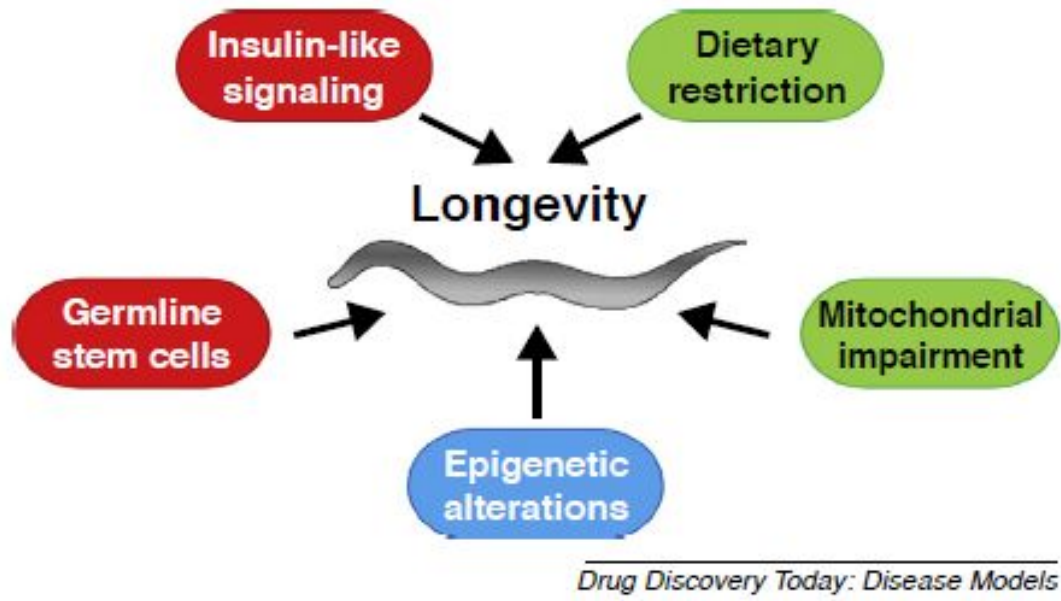 Insulin-like
signaling
Dietary
restriction
Longevity
Germline
stem cells
Mitochondrial
impairment
Epigenetic
alterations
Drug Discovery Today: Disease Models